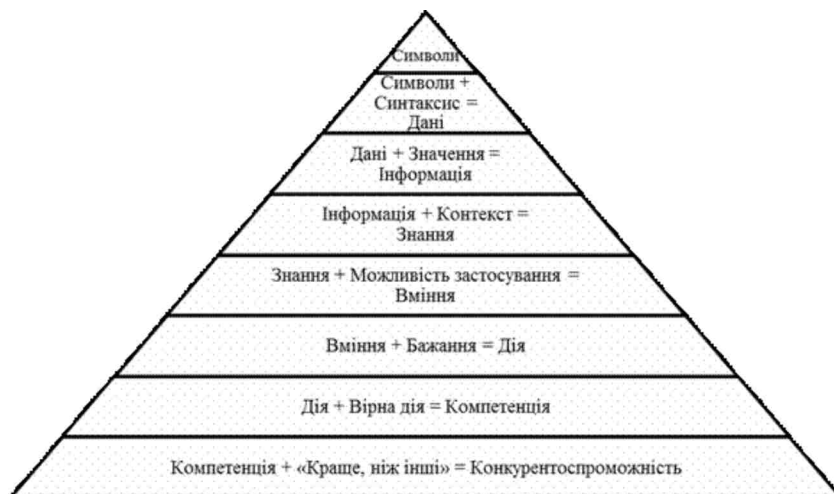 Символи
Символи +
Синтаксис =
Дані
Дані + Значення =
Інформація
Інформація + Контекст =
Знання
Знання + Можливість застосування =
Вміння
Вміння + Бажання = Дія
Дія + Вірна дія = Компетенція
Компетенція + «Краще, ніж інші» = Конкурентоспроможність